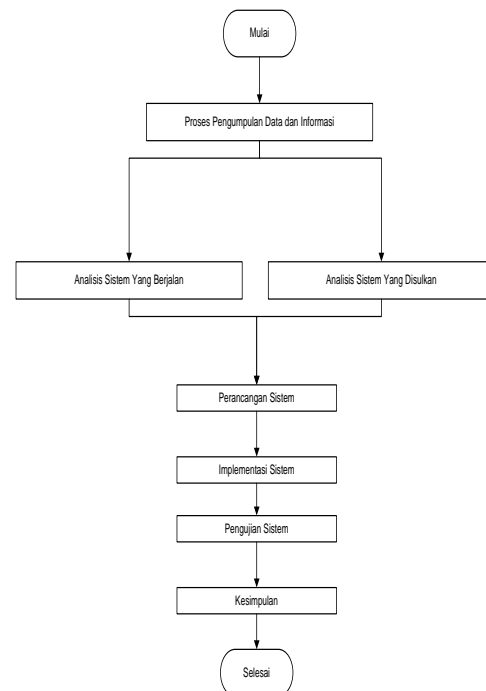 Mulai
Proses Pengumpulan Data dan Informasi
Analisis Sistem Yang Berjalan
Analisis Sistem Yang Disulkan
Perancangan Sistem
Implementasi Sistem
Pengujian Sistem
Kesimpulan
Selesai